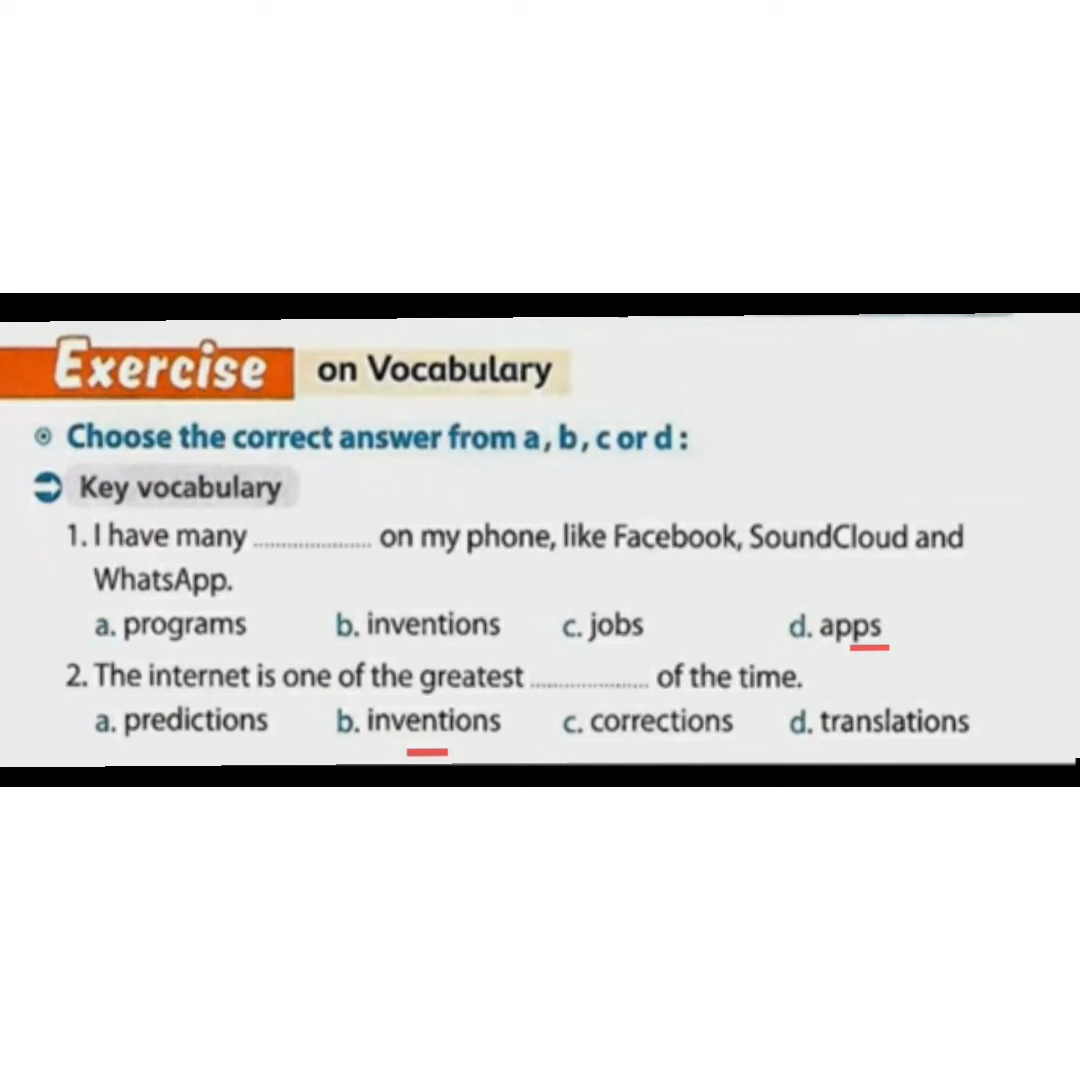 Exercise on Vocabulary
Choose the correct answer from a, b, c or d :
Key vocabulary
1. I have many .................... on my phone, like Facebook, SoundCloud and
WhatsApp.
a. programs b. inventions c. jobs d. apps
2. The internet is one of the greatest .................... of the time.
a. predictions b. inventions c. corrections d. translations